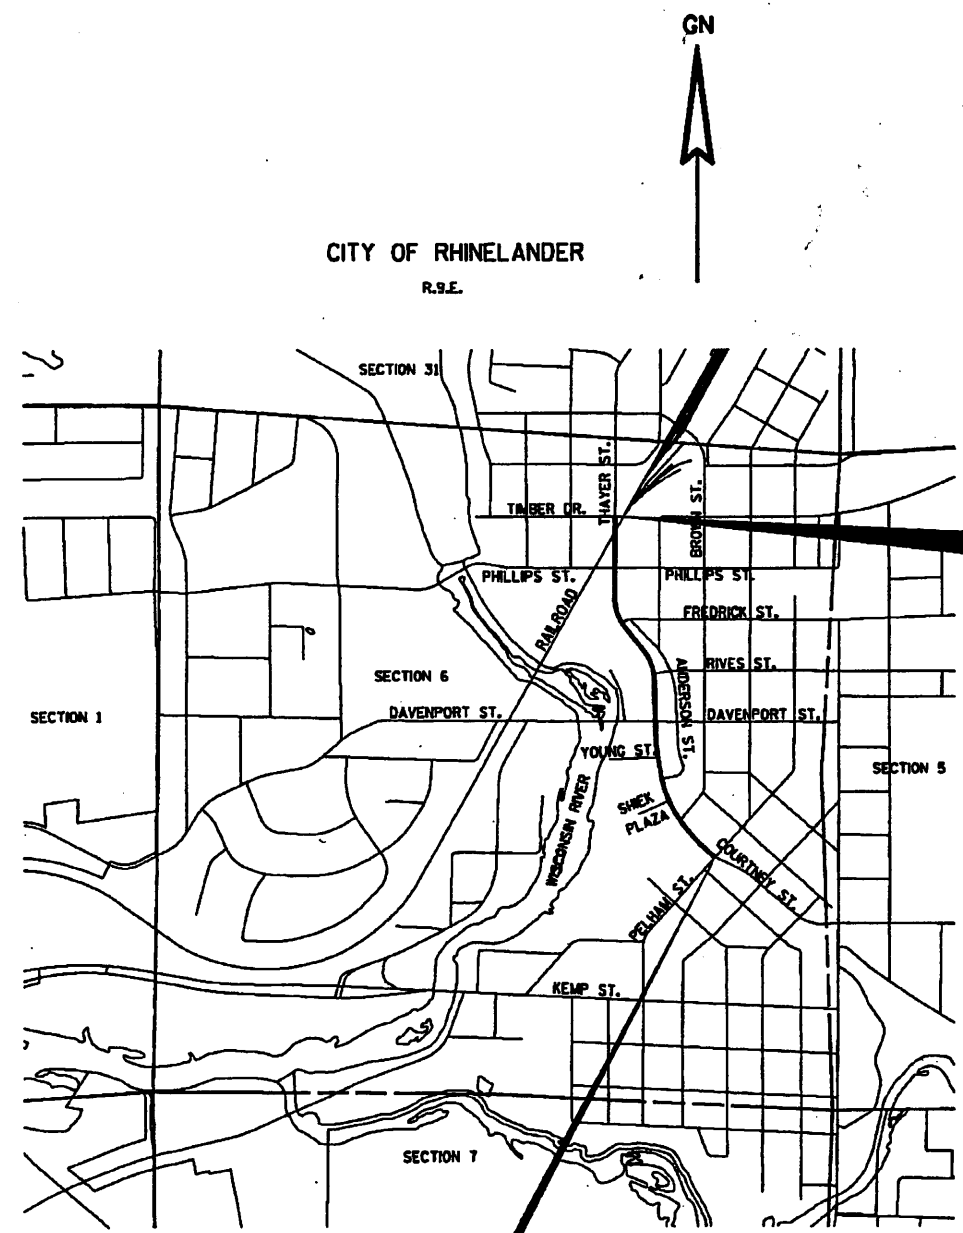 GN
CITY OF RHINELANDER
R.9.E.
SECTION 31
THAYER ST.
TIMBER DR.
BROWN ST.
PHILLIPS ST.
PHILLIPS ST.
RAILROAD
FREDRICK ST.
SECTION 6
ANDERSON ST.
RIVES ST.
SECTION 1
DAVENPORT ST.
DAVENPORT ST.
YOUNG ST.
SECTION 5
WISCONSIN RIVER
SHIEK
PLAZA
COURTNEY ST.
PELHAM ST.
KEMP ST.
SECTION 7